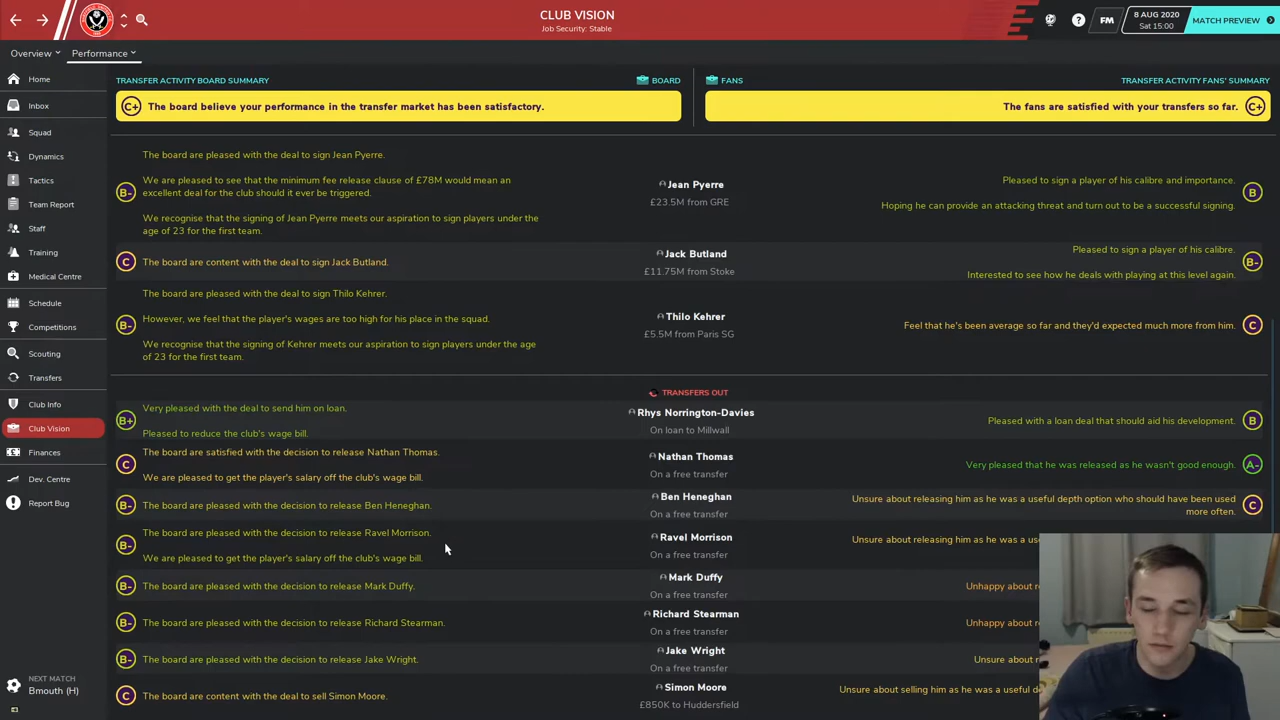 CLUB VISION
Job Security: Stable
FM
8 AUG 2020
Sat 15:00
MATCH PREVIEW
Overview
Performance
Home
Inbox
Squad
Dynamics
Tactics
Team Report
Staff
Training
Medical Centre
Schedule
Competitions
Scouting
Transfers
Club Info
Club Vision
Finances
Dev. Centre
Report Bug
NEXT MATCH
Bmouth (H)
TRANSFER ACTIVITY BOARD SUMMARY
BOARD
FANS
TRANSFER ACTIVITY FANS' SUMMARY
C+ The board believe your performance in the transfer market has been satisfactory.
The fans are satisfied with your transfers so far. C+
The board are pleased with the deal to sign Jean Pyerre.
We are pleased to see that the minimum fee release clause of £78M would mean an
excellent deal for the club should it ever be triggered.
We recognise that the signing of Jean Pyerre meets our aspiration to sign players under the
age of 23 for the first team.
B-
Jean Pyerre
£23.5M from GRE
Pleased to sign a player of his calibre and importance.
Hoping he can provide an attacking threat and turn out to be a successful signing.
B
C The board are content with the deal to sign Jack Butland.
Jack Butland
£11.75M from Stoke
Pleased to sign a player of his calibre.
Interested to see how he deals with playing at this level again.
B-
The board are pleased with the deal to sign Thilo Kehrer.
However, we feel that the player's wages are too high for his place in the squad.
We recognise that the signing of Kehrer meets our aspiration to sign players under the age
of 23 for the first team.
B-
Thilo Kehrer
£5.5M from Paris SG
Feel that he's been average so far and they'd expected much more from him. C
TRANSFERS OUT
Very pleased with the deal to send him on loan.
Pleased to reduce the club's wage bill.
B+
Rhys Norrington-Davies
On loan to Millwall
Pleased with a loan deal that should aid his development. B
The board are satisfied with the decision to release Nathan Thomas.
We are pleased to get the player's salary off the club's wage bill.
C
Nathan Thomas
On a free transfer
Very pleased that he was released as he wasn't good enough. A-
B- The board are pleased with the decision to release Ben Heneghan.
Ben Heneghan
On a free transfer
Unsure about releasing him as he was a useful depth option who should have been used
more often.
C
The board are pleased with the decision to release Ravel Morrison.
We are pleased to get the player's salary off the club's wage bill.
B-
Ravel Morrison
On a free transfer
Unsure about releasing him as he was a
B- The board are pleased with the decision to release Mark Duffy.
Mark Duffy
On a free transfer
Unhappy about
B- The board are pleased with the decision to release Richard Stearman.
Richard Stearman
On a free transfer
Unhappy about
B- The board are pleased with the decision to release Jake Wright.
Jake Wright
On a free transfer
Unsure about
C The board are content with the deal to sell Simon Moore.
Simon Moore
£850K to Huddersfield
Unsure about selling him as he was a useful